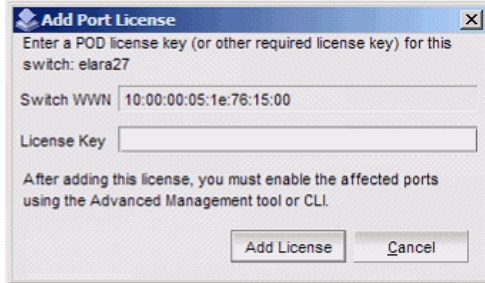 Add Port License
Enter a POD license key (or other required license key) for this
switch: elara27
Switch WWN 10:00:00:05:1e:76:15:00
License Key
After adding this license, you must enable the affected ports
using the Advanced Management tool or CLI.
Add License Cancel